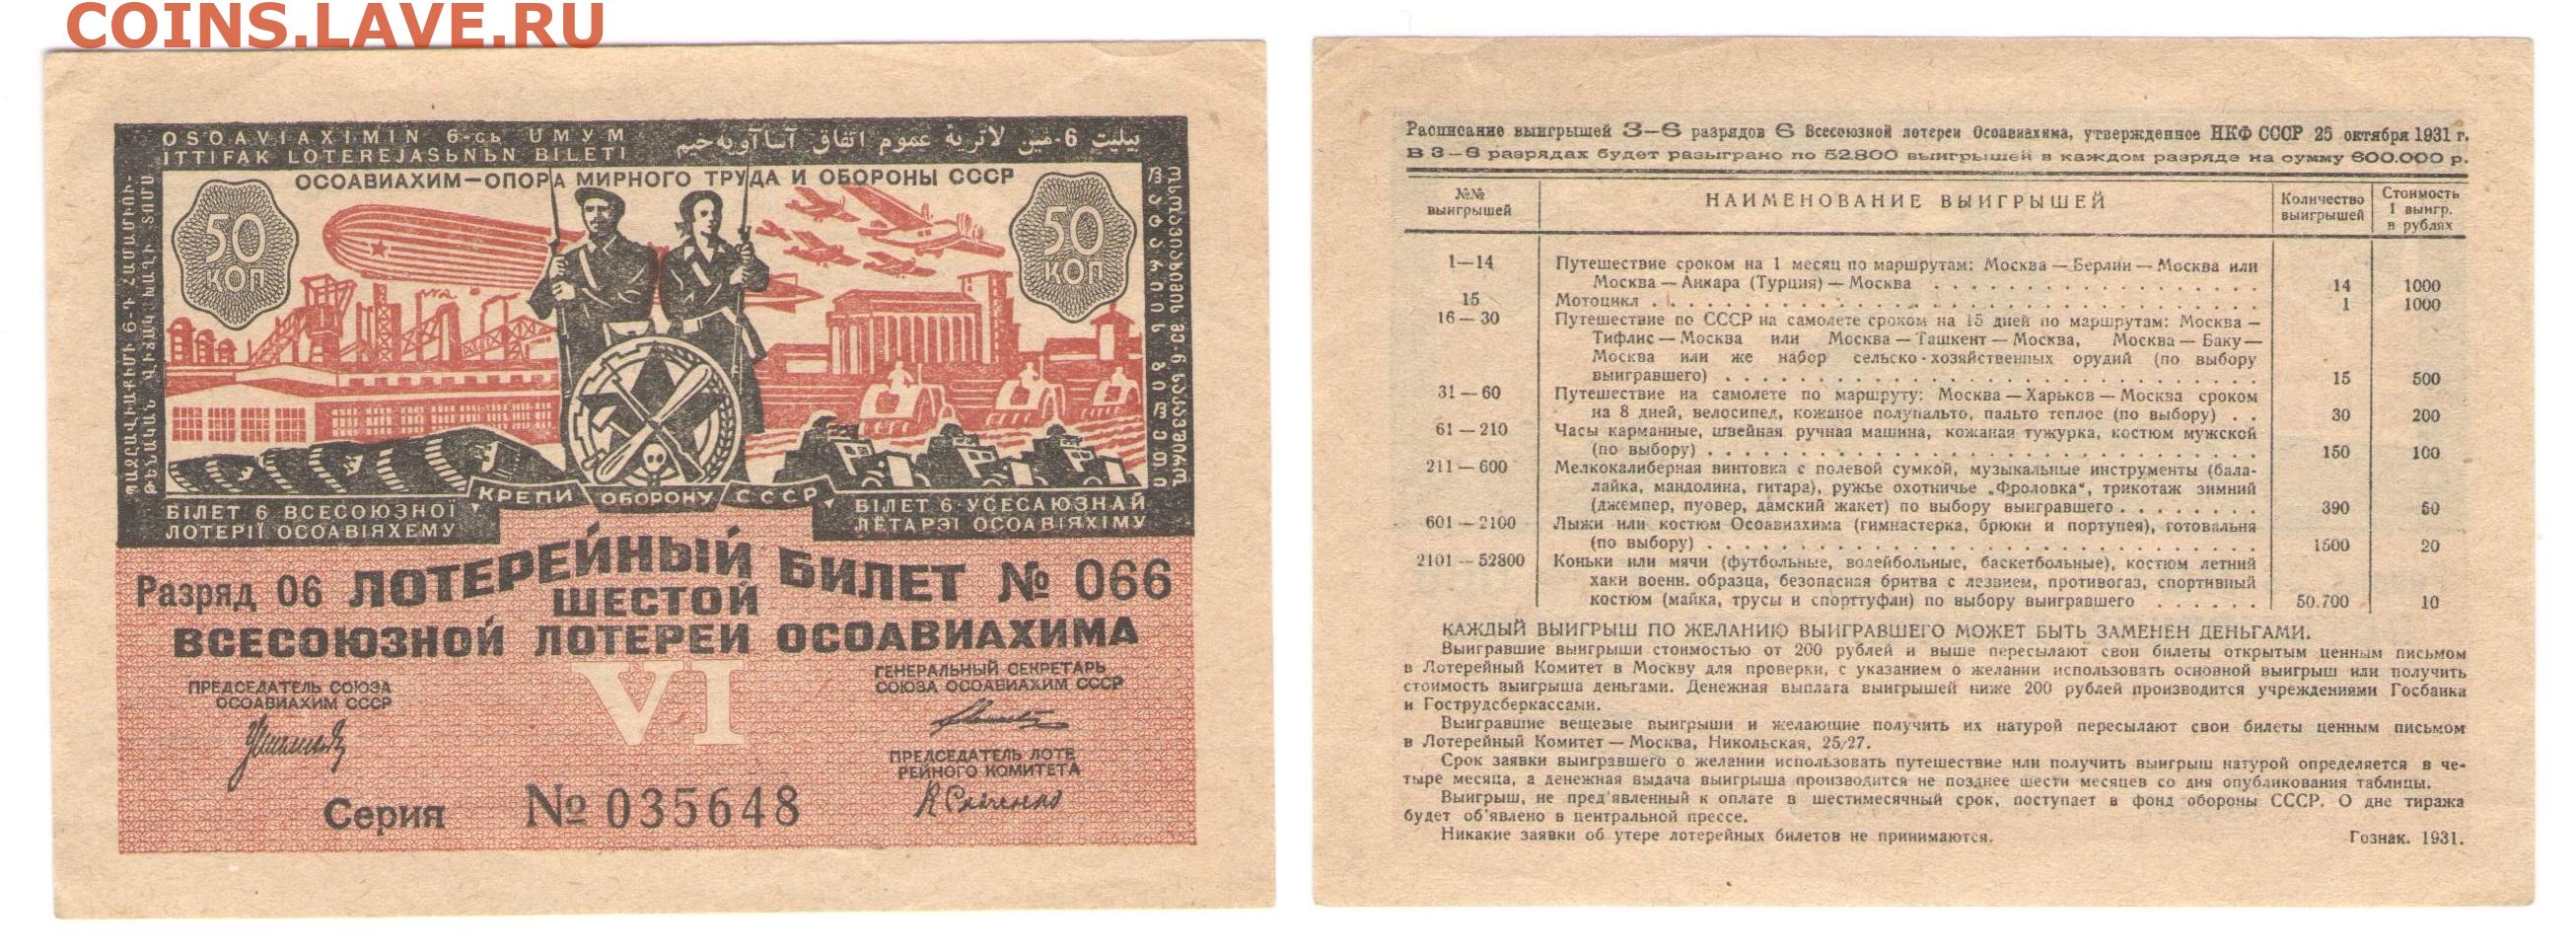 COINS.LAVE.RU
OSOAVIAXIMIN 6-сь UMУM
ITTIFAK LOTEREJASЬNЬN BILETI
ОСОАВИАХИМ—ОПОРА МИРНОГО ТРУДА И ОБОРОНЫ СССР
50 КОП
50 КОП
КРЕПИ ОБОРОНУ СССР
БІЛЕТ 6 ВСЕСОЮЗНОІ
ЛОТЕРІЇ ОСОАВІЯХЕМУ
БІЛЕТ 6 УСЕСАЮЗНАЙ
ЛЁТАРЭІ ОСОАВІЯХІМУ
Разряд 06 ЛОТЕРЕЙНЫЙ БИЛЕТ № 066
ШЕСТОЙ
ВСЕСОЮЗНОЙ ЛОТЕРЕИ ОСОАВИАХИМА
VI
ПРЕДСЕДАТЕЛЬ СОЮЗА
ОСОАВИАХИМ СССР
ГЕНЕРАЛЬНЫЙ СЕКРЕТАРЬ
СОЮЗА ОСОАВИАХИМ СССР
ПРЕДСЕДАТЕЛЬ ЛОТЕ
РЕЙНОГО КОМИТЕТА
Серия № 035648
Расписание выигрышей 3—6 разрядов 6 Всесоюзной лотереи Осоавиахима, утвержденное НКФ СССР 25 октября 1931 г.
В 3—6 разрядах будет разыграно по 52.800 выигрышей в каждом разряде на сумму 600.000 р.
№№ выигрышей НАИМЕНОВАНИЕ ВЫИГРЫШЕЙ Количество выигрышей Стоимость 1 выигр. в рублях
1—14 Путешествие сроком на 1 месяц по маршрутам: Москва — Берлин — Москва или
Москва — Анкара (Турция) — Москва . . . 14 1000
15 Мотоцикл . . . 1 1000
16 — 30 Путешествие по СССР на самолете сроком на 15 дней по маршрутам: Москва —
Тифлис — Москва или Москва — Ташкент — Москва, Москва — Баку —
Москва или же набор сельско-хозяйственных орудий (по выбору
выигравшего) . . . 15 500
31 — 60 Путешествие на самолете по маршруту: Москва — Харьков — Москва сроком
на 8 дней, велосипед, кожаное полупальто, пальто теплое (по выбору) . . 30 200
61 — 210 Часы карманные, швейная ручная машина, кожаная тужурка, костюм мужской
(по выбору) . . . 150 100
211 — 600 Мелкокалиберная винтовка с полевой сумкой, музыкальные инструменты (бала-
лайка, мандолина, гитара), ружье охотничье „Фроловка“, трикотаж зимний
(джемпер, пуовер, дамский жакет) по выбору выигравшего . . . 390 50
601 — 2100 Лыжи или костюм Осоавиахима (гимнастерка, брюки и портупея), готовальня
(по выбору) . . . 1500 20
2101 — 52800 Коньки или мячи (футбольные, волейбольные, баскетбольные), костюм летний
хаки военн. образца, безопасная бритва с лезвием, противогаз, спортивный
костюм (майка, трусы и спорттуфли) по выбору выигравшего . . . 50.700 10
КАЖДЫЙ ВЫИГРЫШ ПО ЖЕЛАНИЮ ВЫИГРАВШЕГО МОЖЕТ БЫТЬ ЗАМЕНЕН ДЕНЬГАМИ.
Выигравшие выигрыши стоимостью от 200 рублей и выше пересылают свои билеты открытым ценным письмом
в Лотерейный Комитет в Москву для проверки, с указанием о желании использовать основной выигрыш или получить
стоимость выигрыша деньгами. Денежная выплата выигрышей ниже 200 рублей производится учреждениями Госбанка
и Гострудсберкассами.
Выигравшие вещевые выигрыши и желающие получить их натурой пересылают свои билеты ценным письмом
в Лотерейный Комитет — Москва, Никольская, 25/27.
Срок заявки выигравшего о желании использовать путешествие или получить выигрыш натурой определяется в че-
тыре месяца, а денежная выдача выигрыша производится не позднее шести месяцев со дня опубликования таблицы.
Выигрыш, не пред'явленный к оплате в шестимесячный срок, поступает в фонд обороны СССР. О дне тиража
будет об'явлено в центральной прессе.
Никакие заявки об утере лотерейных билетов не принимаются. Гознак. 1931.